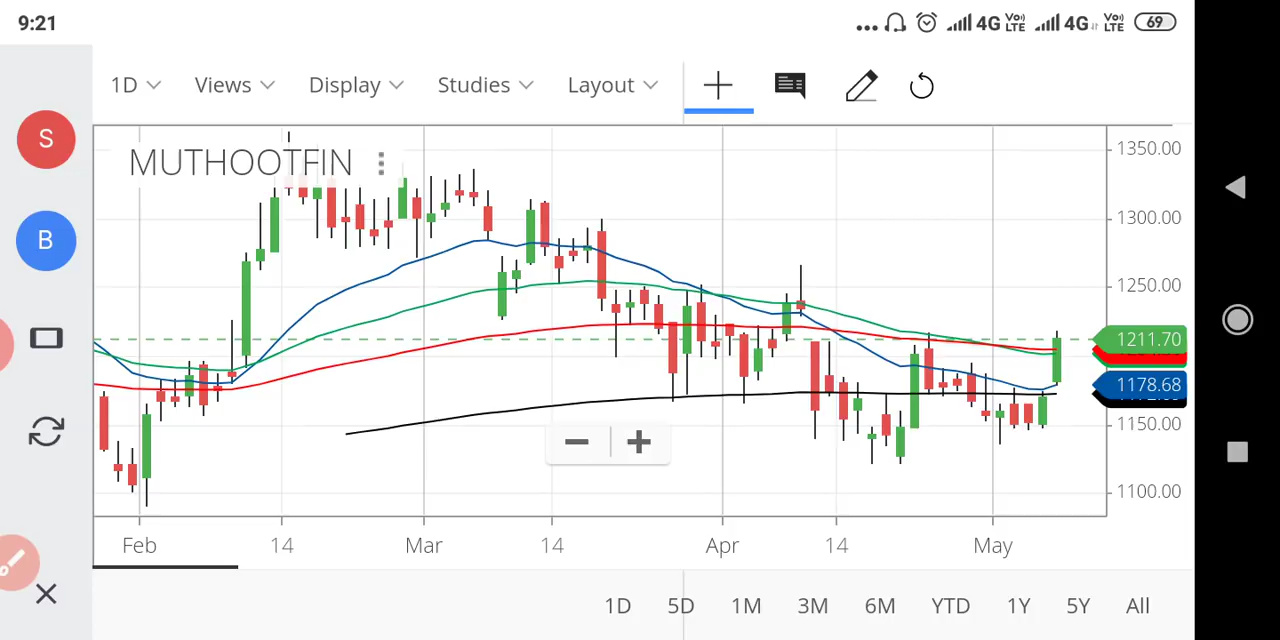 9:21
4G VoLTE 4G VoLTE 69
1D Views Display Studies Layout
S
B
MUTHOOTFIN
1350.00
1300.00
1250.00
1211.70
1178.68
1150.00
1100.00
Feb 14 Mar 14 Apr 14 May
1D 5D 1M 3M 6M YTD 1Y 5Y All